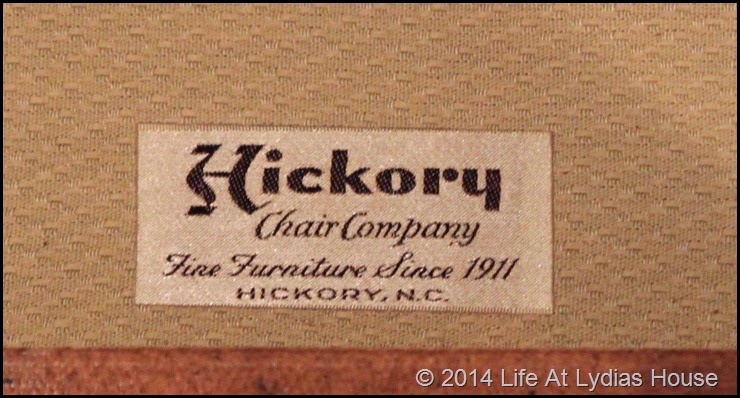 Hickory
Chair Company
Fine Furniture Since 1911
HICKORY, N.C.
© 2014 Life At Lydias House